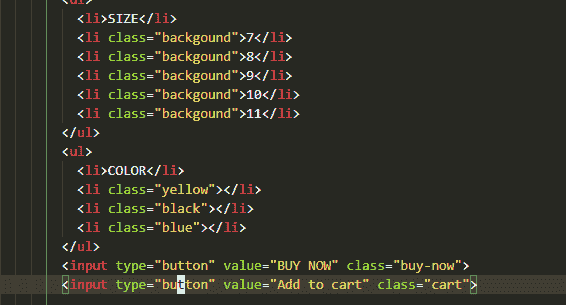 <ul>
<li>SIZE</li>
<li class="backgound">7</li>
<li class="backgound">8</li>
<li class="backgound">9</li>
<li class="backgound">10</li>
<li class="backgound">11</li>
</ul>
<ul>
<li>COLOR</li>
<li class="yellow"></li>
<li class="black"></li>
<li class="blue"></li>
</ul>
<input type="button" value="BUY NOW" class="buy-now">
<input type="button" value="Add to cart" class="cart">